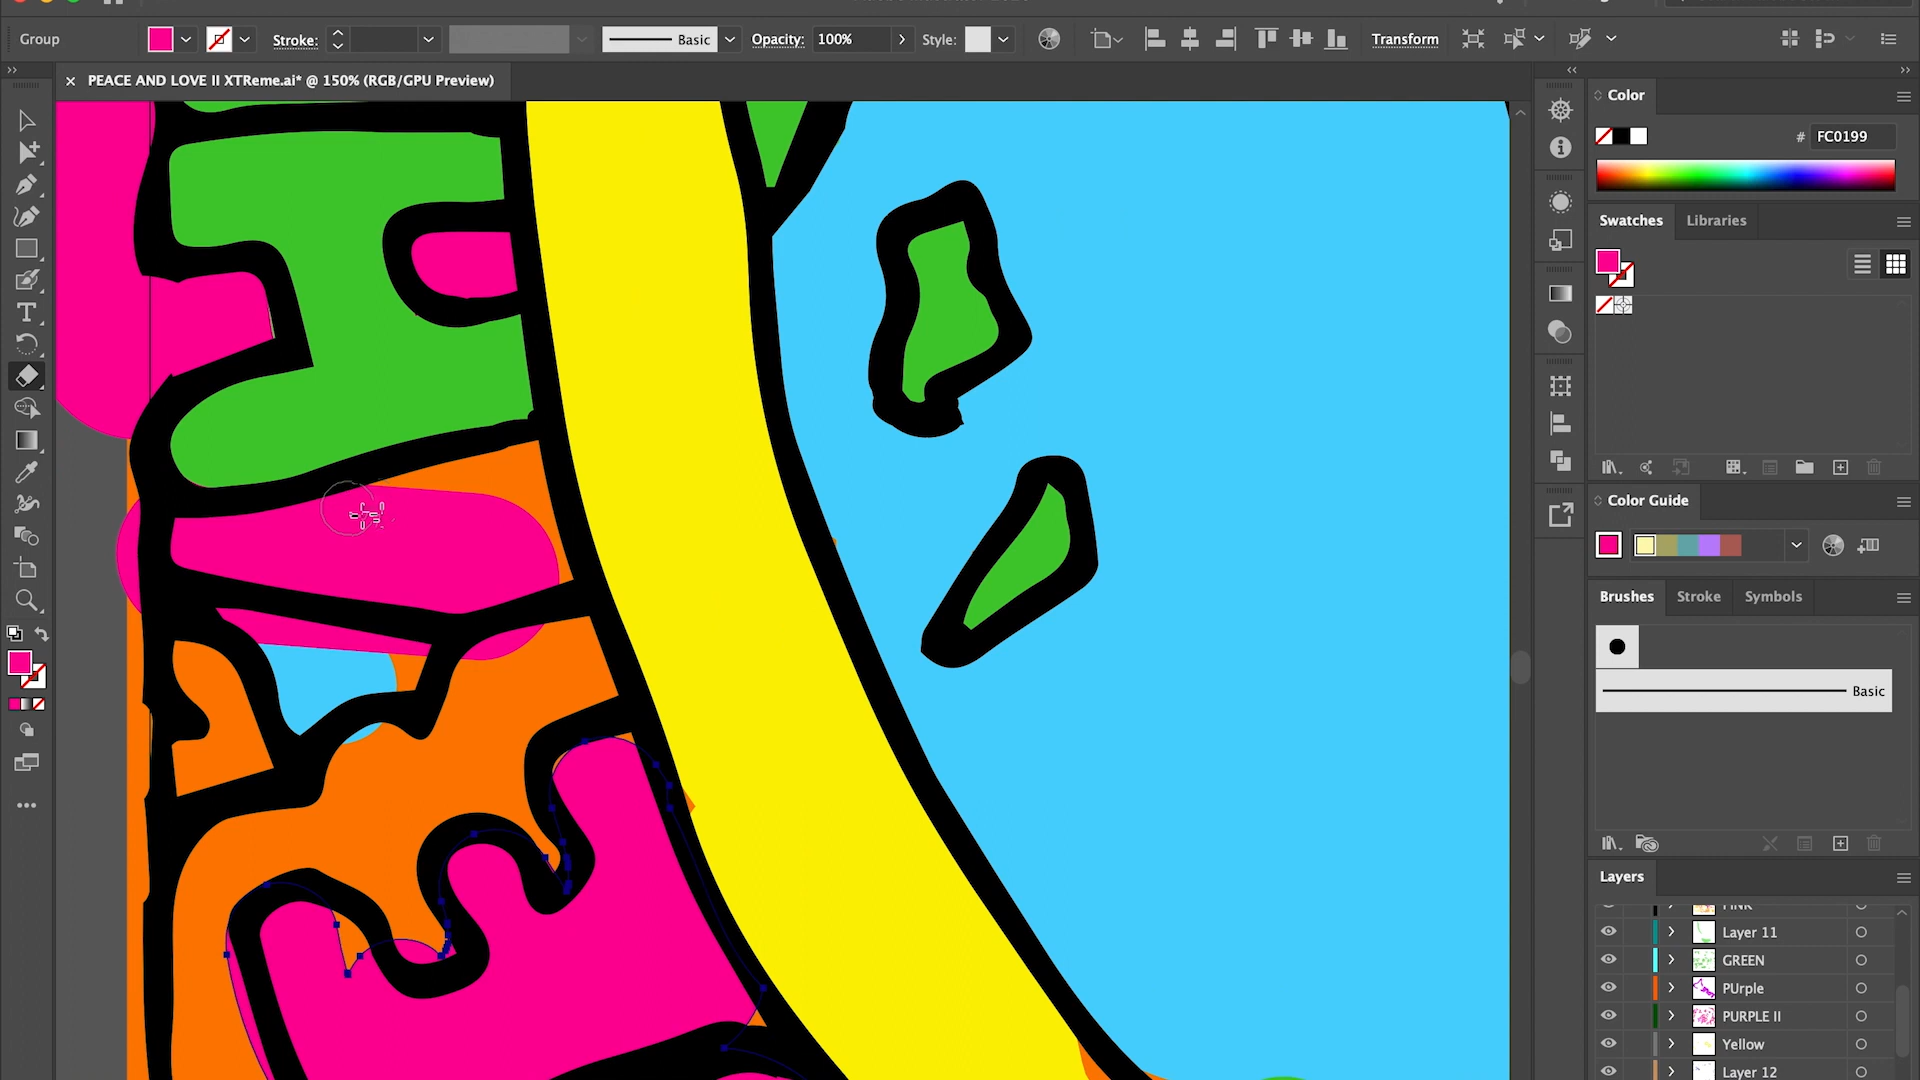 Group
Stroke:
Basic
Opacity:
100%
Style:
Transform
× PEACE AND LOVE II XTReme.ai* @ 150% (RGB/GPU Preview)
Color
# FC0199
Swatches
Libraries
Color Guide
Brushes
Stroke
Symbols
Basic
Layers
PINK
Layer 11
GREEN
PUrple
PURPLE II
Yellow
Layer 12